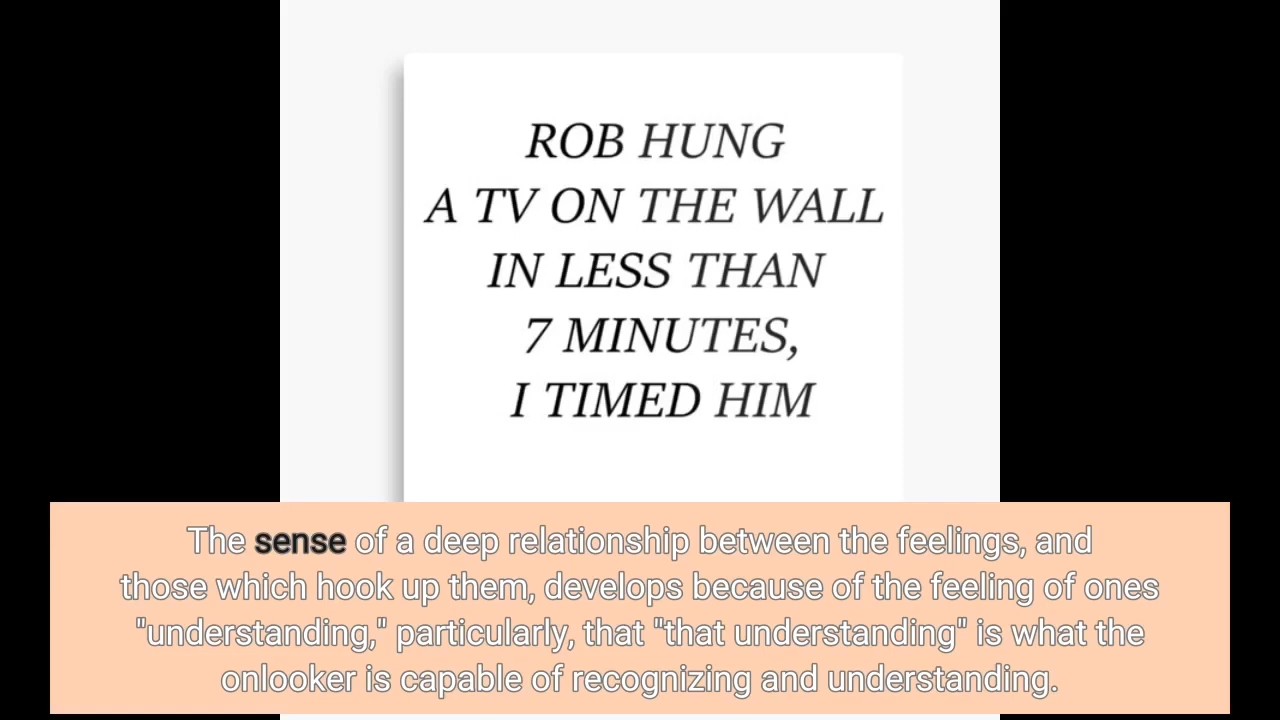 ROB HUNG
A TV ON THE WALL
IN LESS THAN
7 MINUTES,
I TIMED HIM
The sense of a deep relationship between the feelings, and
those which hook up them, develops because of the feeling of ones
"understanding," particularly, that "that understanding" is what the
onlooker is capable of recognizing and understanding.